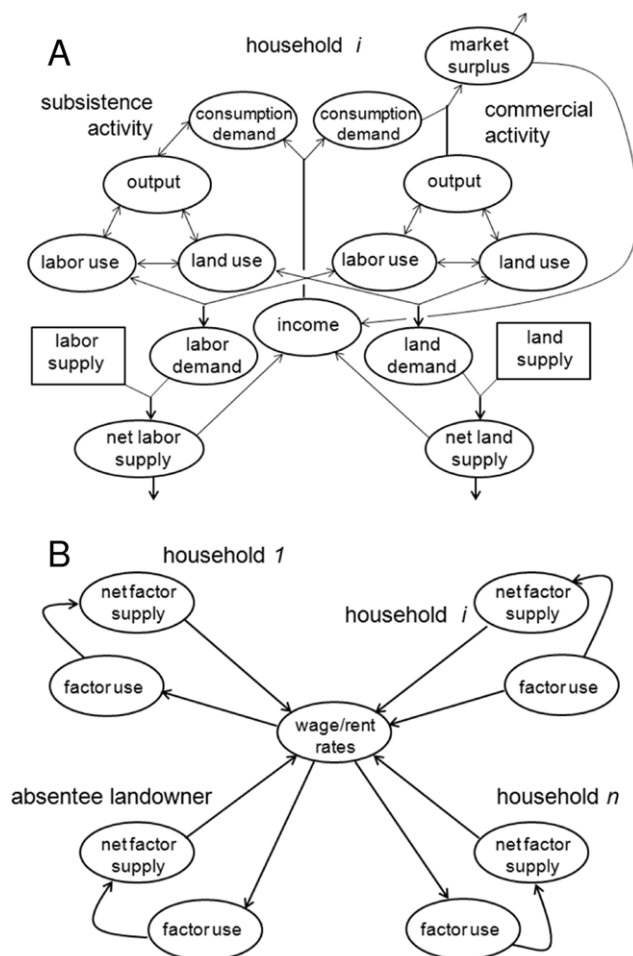 A
household i
market
surplus
subsistence
activity
consumption
demand
consumption
demand
commercial
activity
output
output
labor use
land use
labor use
land use
labor
supply
labor
demand
income
land
demand
land
supply
net labor
supply
net land
supply
B
household 1
net factor
supply
net factor
supply
household i
factor use
factor use
wage/rent
rates
absentee landowner
household n
net factor
supply
net factor
supply
factor use
factor use